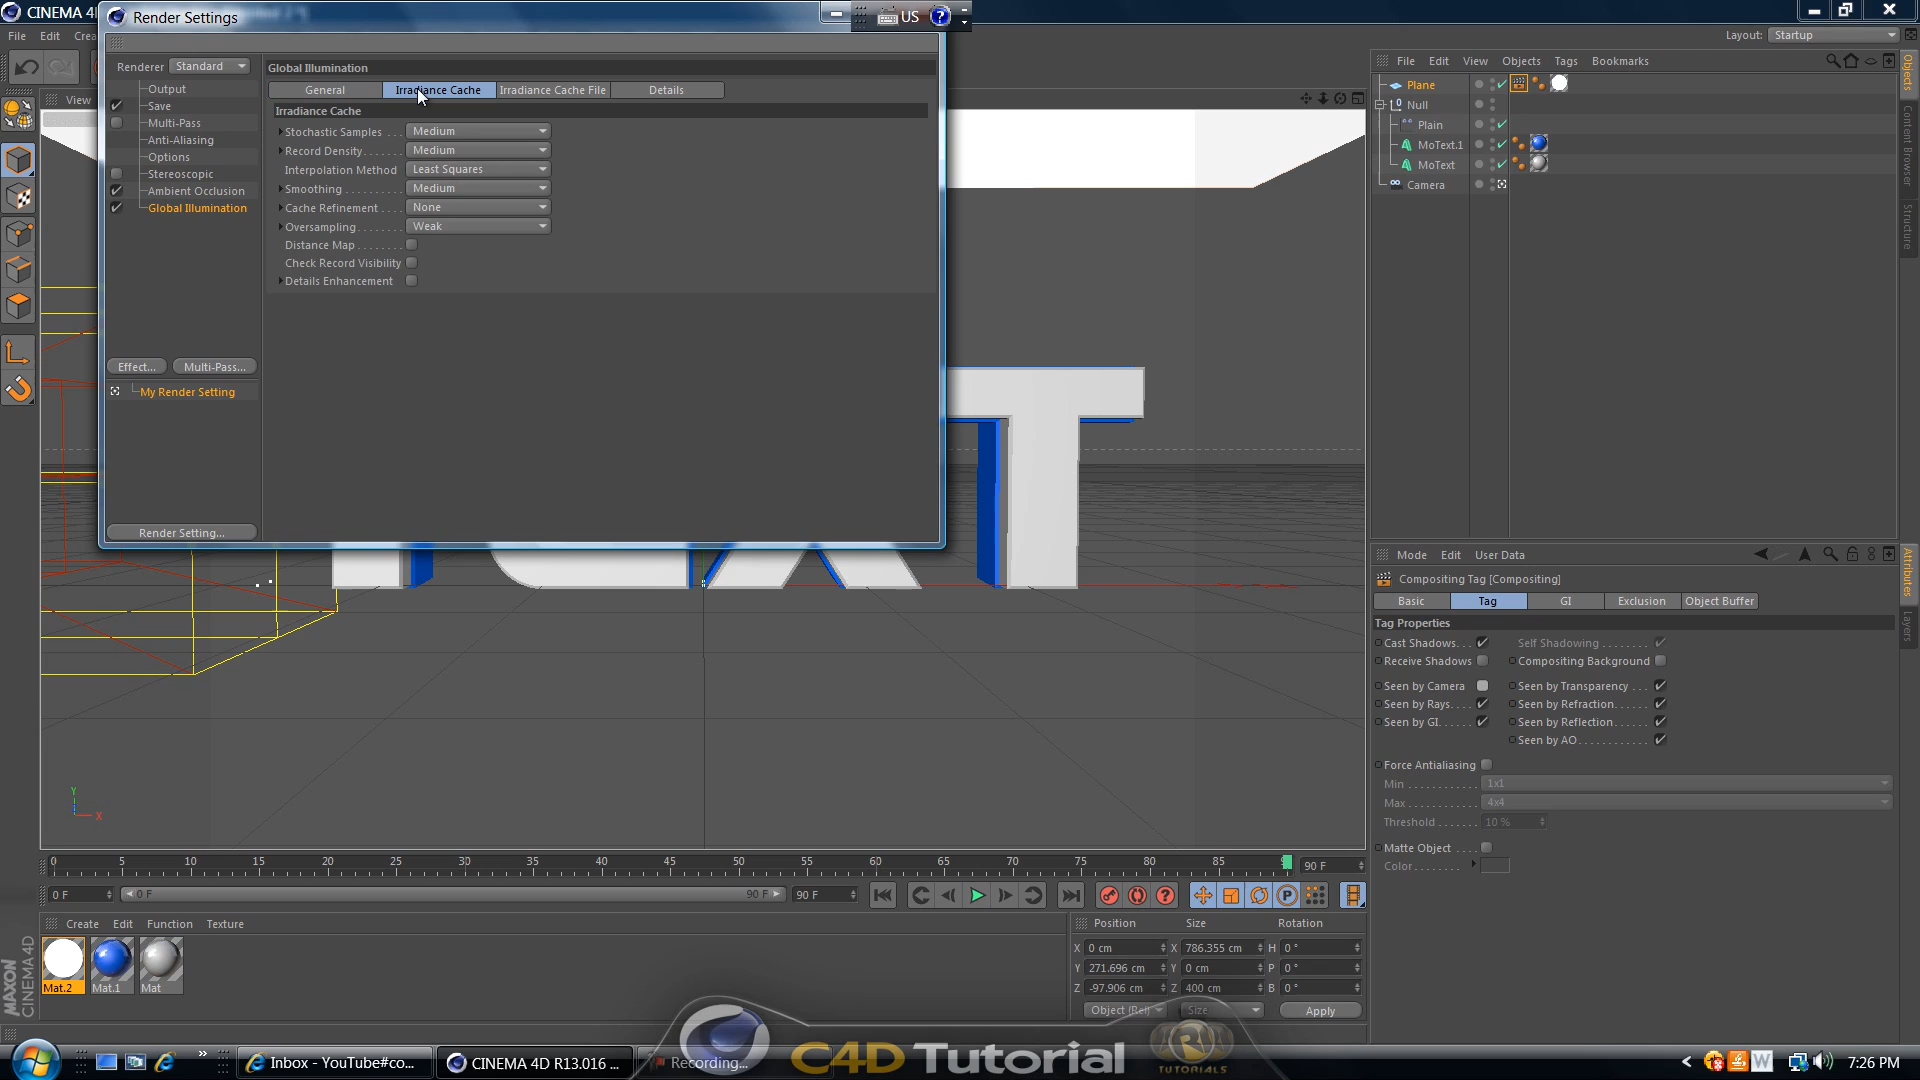 CINEMA 4D
Render Settings
US
File Edit Crea
Layout: Startup
View
Renderer Standard
Output
Save
Multi-Pass
Anti-Aliasing
Options
Stereoscopic
Ambient Occlusion
Global Illumination
Effect... Multi-Pass...
My Render Setting
Render Setting...
Global Illumination
General Irradiance Cache Irradiance Cache File Details
Irradiance Cache
Stochastic Samples . . . Medium
Record Density. . . . . . . Medium
Interpolation Method Least Squares
Smoothing . . . . . . . . . Medium
Cache Refinement . . . . None
Oversampling. . . . . . . . Weak
Distance Map . . . . . . . .
Check Record Visibility
Details Enhancement
T
File Edit View Objects Tags Bookmarks
Plane
Null
Plain
MoText.1
MoText
Camera
Objects
Content Browser
Structure
Mode Edit User Data
Compositing Tag [Compositing]
Basic Tag GI Exclusion Object Buffer
Tag Properties
Cast Shadows. . . Self Shadowing . . . . . . . .
Receive Shadows Compositing Background
Seen by Camera Seen by Transparency . . .
Seen by Rays. . . . Seen by Refraction. . . . . .
Seen by GI. . . . . . Seen by Reflection. . . . . .
Seen by AO. . . . . . . . . . . .
Force Antialiasing
Min . . . . . . . . . . . . 1x1
Max . . . . . . . . . . . . 4x4
Threshold . . . . . . . 10 %
Matte Object . . . .
Color. . . . . . . .
Attributes
Layers
Y
X
0 5 10 15 20 25 30 35 40 45 50 55 60 65 70 75 80 85 90 F
0 F 0 F 90 F 90 F
Create Edit Function Texture
Mat.2 Mat.1 Mat
MAXON
CINEMA 4D
Position Size Rotation
X 0 cm X 786.355 cm H 0 °
Y 271.696 cm Y 0 cm P 0 °
Z -97.906 cm Z 400 cm B 0 °
Object (Rel) Size Apply
C4D Tutorial
TUTORIALS
Inbox - YouTube#co...
CINEMA 4D R13.016 ...
Recording...
7:26 PM